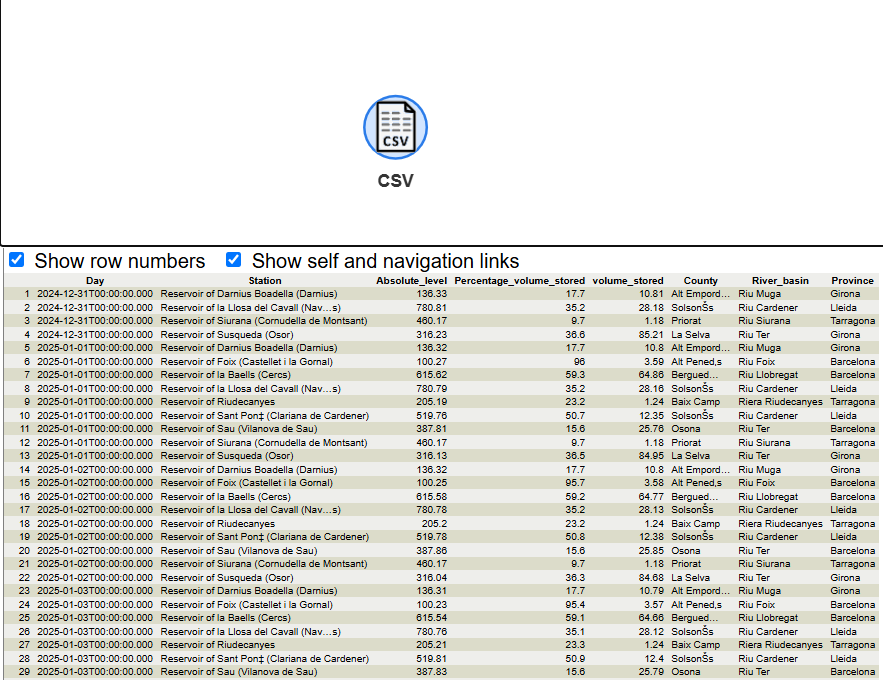 CSV
CSV
Show row numbers Show self and navigation links
Day Station Absolute_level Percentage_volume_stored volume_stored County River_basin Province
1 2024-12-31T00:00:00.000 Reservoir of Darnius Boadella (Darnius) 136.33 17.7 10.81 Alt Empord... Riu Muga Girona
2 2024-12-31T00:00:00.000 Reservoir of la Llosa del Cavall (Nav...s) 780.81 35.2 28.18 SolsonŠs Riu Cardener Lleida
3 2024-12-31T00:00:00.000 Reservoir of Siurana (Cornudella de Montsant) 460.17 9.7 1.18 Priorat Riu Siurana Tarragona
4 2024-12-31T00:00:00.000 Reservoir of Susqueda (Osor) 316.23 36.6 85.21 La Selva Riu Ter Girona
5 2025-01-01T00:00:00.000 Reservoir of Darnius Boadella (Darnius) 136.32 17.7 10.8 Alt Empord... Riu Muga Girona
6 2025-01-01T00:00:00.000 Reservoir of Foix (Castellet i la Gornal) 100.27 96 3.59 Alt Pened‚s Riu Foix Barcelona
7 2025-01-01T00:00:00.000 Reservoir of la Baells (Cercs) 615.62 59.3 64.86 Bergued... Riu Llobregat Barcelona
8 2025-01-01T00:00:00.000 Reservoir of la Llosa del Cavall (Nav...s) 780.79 35.2 28.16 SolsonŠs Riu Cardener Lleida
9 2025-01-01T00:00:00.000 Reservoir of Riudecanyes 205.19 23.2 1.24 Baix Camp Riera Riudecanyes Tarragona
10 2025-01-01T00:00:00.000 Reservoir of Sant Pon‡ (Clariana de Cardener) 519.76 50.7 12.35 SolsonŠs Riu Cardener Lleida
11 2025-01-01T00:00:00.000 Reservoir of Sau (Vilanova de Sau) 387.81 15.6 25.76 Osona Riu Ter Barcelona
12 2025-01-01T00:00:00.000 Reservoir of Siurana (Cornudella de Montsant) 460.17 9.7 1.18 Priorat Riu Siurana Tarragona
13 2025-01-01T00:00:00.000 Reservoir of Susqueda (Osor) 316.13 36.5 84.95 La Selva Riu Ter Girona
14 2025-01-02T00:00:00.000 Reservoir of Darnius Boadella (Darnius) 136.32 17.7 10.8 Alt Empord... Riu Muga Girona
15 2025-01-02T00:00:00.000 Reservoir of Foix (Castellet i la Gornal) 100.25 95.7 3.58 Alt Pened‚s Riu Foix Barcelona
16 2025-01-02T00:00:00.000 Reservoir of la Baells (Cercs) 615.58 59.2 64.77 Bergued... Riu Llobregat Barcelona
17 2025-01-02T00:00:00.000 Reservoir of la Llosa del Cavall (Nav...s) 780.78 35.2 28.13 SolsonŠs Riu Cardener Lleida
18 2025-01-02T00:00:00.000 Reservoir of Riudecanyes 205.2 23.2 1.24 Baix Camp Riera Riudecanyes Tarragona
19 2025-01-02T00:00:00.000 Reservoir of Sant Pon‡ (Clariana de Cardener) 519.78 50.8 12.38 SolsonŠs Riu Cardener Lleida
20 2025-01-02T00:00:00.000 Reservoir of Sau (Vilanova de Sau) 387.86 15.6 25.85 Osona Riu Ter Barcelona
21 2025-01-02T00:00:00.000 Reservoir of Siurana (Cornudella de Montsant) 460.17 9.7 1.18 Priorat Riu Siurana Tarragona
22 2025-01-02T00:00:00.000 Reservoir of Susqueda (Osor) 316.04 36.3 84.68 La Selva Riu Ter Girona
23 2025-01-03T00:00:00.000 Reservoir of Darnius Boadella (Darnius) 136.31 17.7 10.79 Alt Empord... Riu Muga Girona
24 2025-01-03T00:00:00.000 Reservoir of Foix (Castellet i la Gornal) 100.23 95.4 3.57 Alt Pened‚s Riu Foix Barcelona
25 2025-01-03T00:00:00.000 Reservoir of la Baells (Cercs) 615.54 59.1 64.66 Bergued... Riu Llobregat Barcelona
26 2025-01-03T00:00:00.000 Reservoir of la Llosa del Cavall (Nav...s) 780.76 35.1 28.12 SolsonŠs Riu Cardener Lleida
27 2025-01-03T00:00:00.000 Reservoir of Riudecanyes 205.21 23.3 1.24 Baix Camp Riera Riudecanyes Tarragona
28 2025-01-03T00:00:00.000 Reservoir of Sant Pon‡ (Clariana de Cardener) 519.81 50.9 12.4 SolsonŠs Riu Cardener Lleida
29 2025-01-03T00:00:00.000 Reservoir of Sau (Vilanova de Sau) 387.83 15.6 25.79 Osona Riu Ter Barcelona